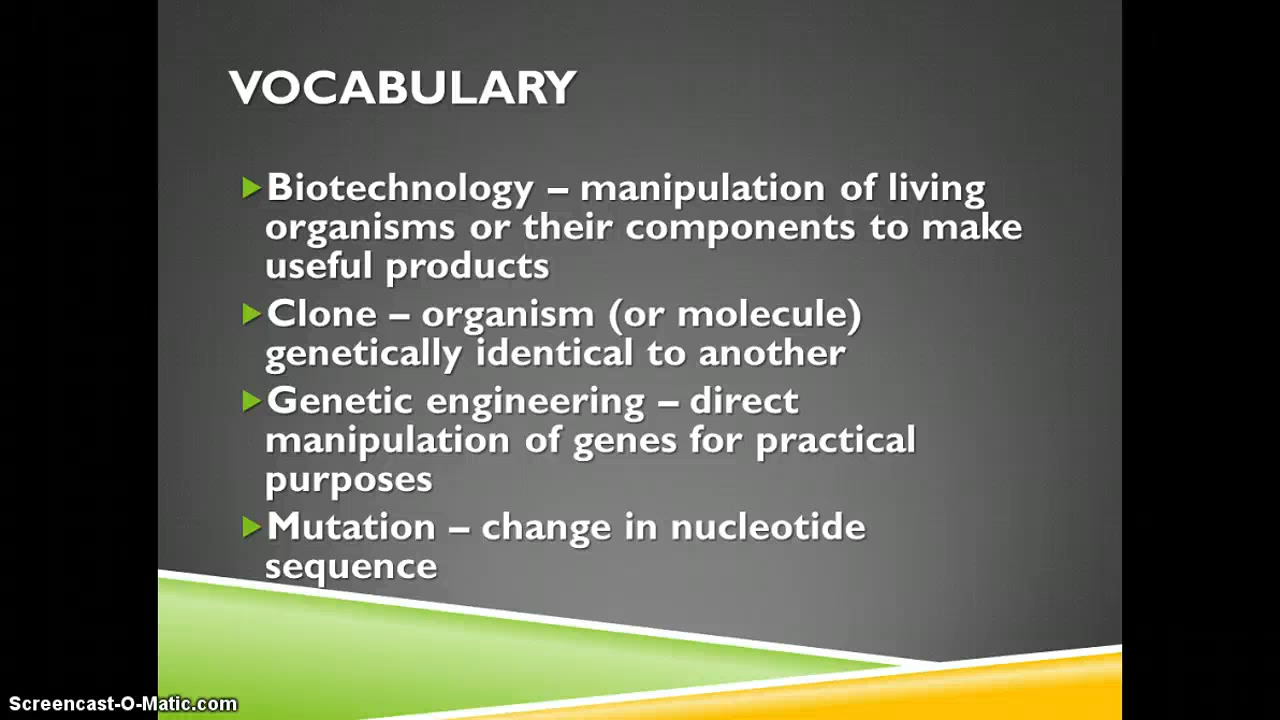 VOCABULARY
Biotechnology – manipulation of living
organisms or their components to make
useful products
Clone – organism (or molecule)
genetically identical to another
Genetic engineering – direct
manipulation of genes for practical
purposes
Mutation – change in nucleotide
sequence
Screencast-O-Matic.com